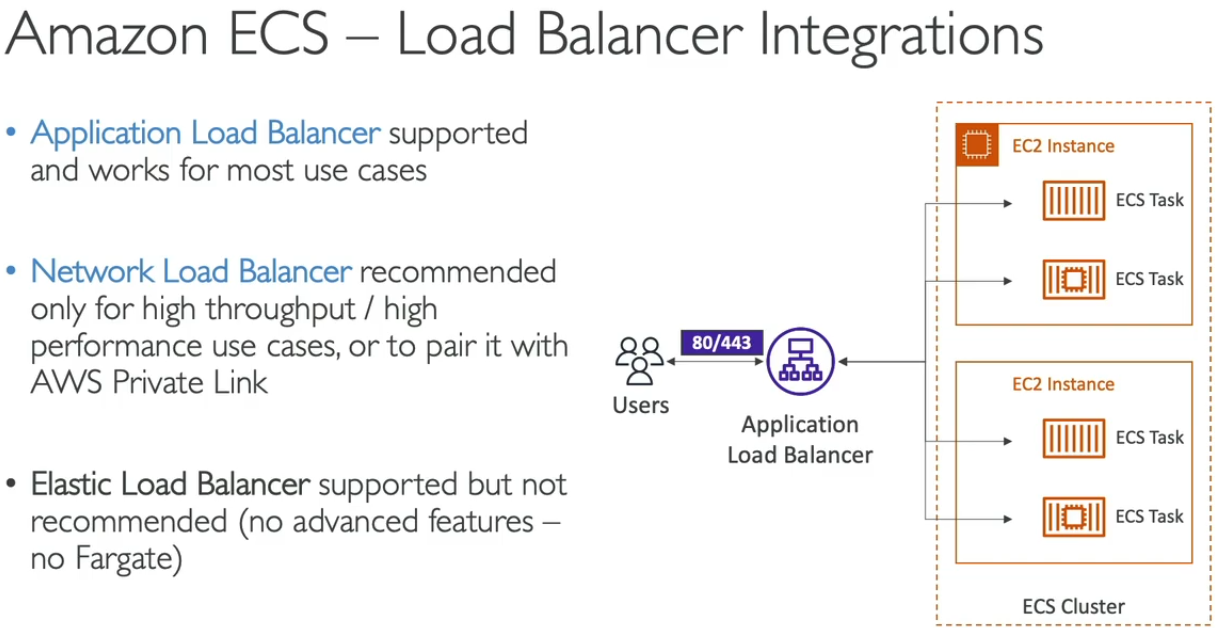 Amazon ECS – Load Balancer Integrations
• Application Load Balancer supported
and works for most use cases
• Network Load Balancer recommended
only for high throughput / high
performance use cases, or to pair it with
AWS Private Link
• Elastic Load Balancer supported but not
recommended (no advanced features –
no Fargate)
Users
80/443
Application
Load Balancer
EC2 Instance
ECS Task
ECS Task
EC2 Instance
ECS Task
ECS Task
ECS Cluster